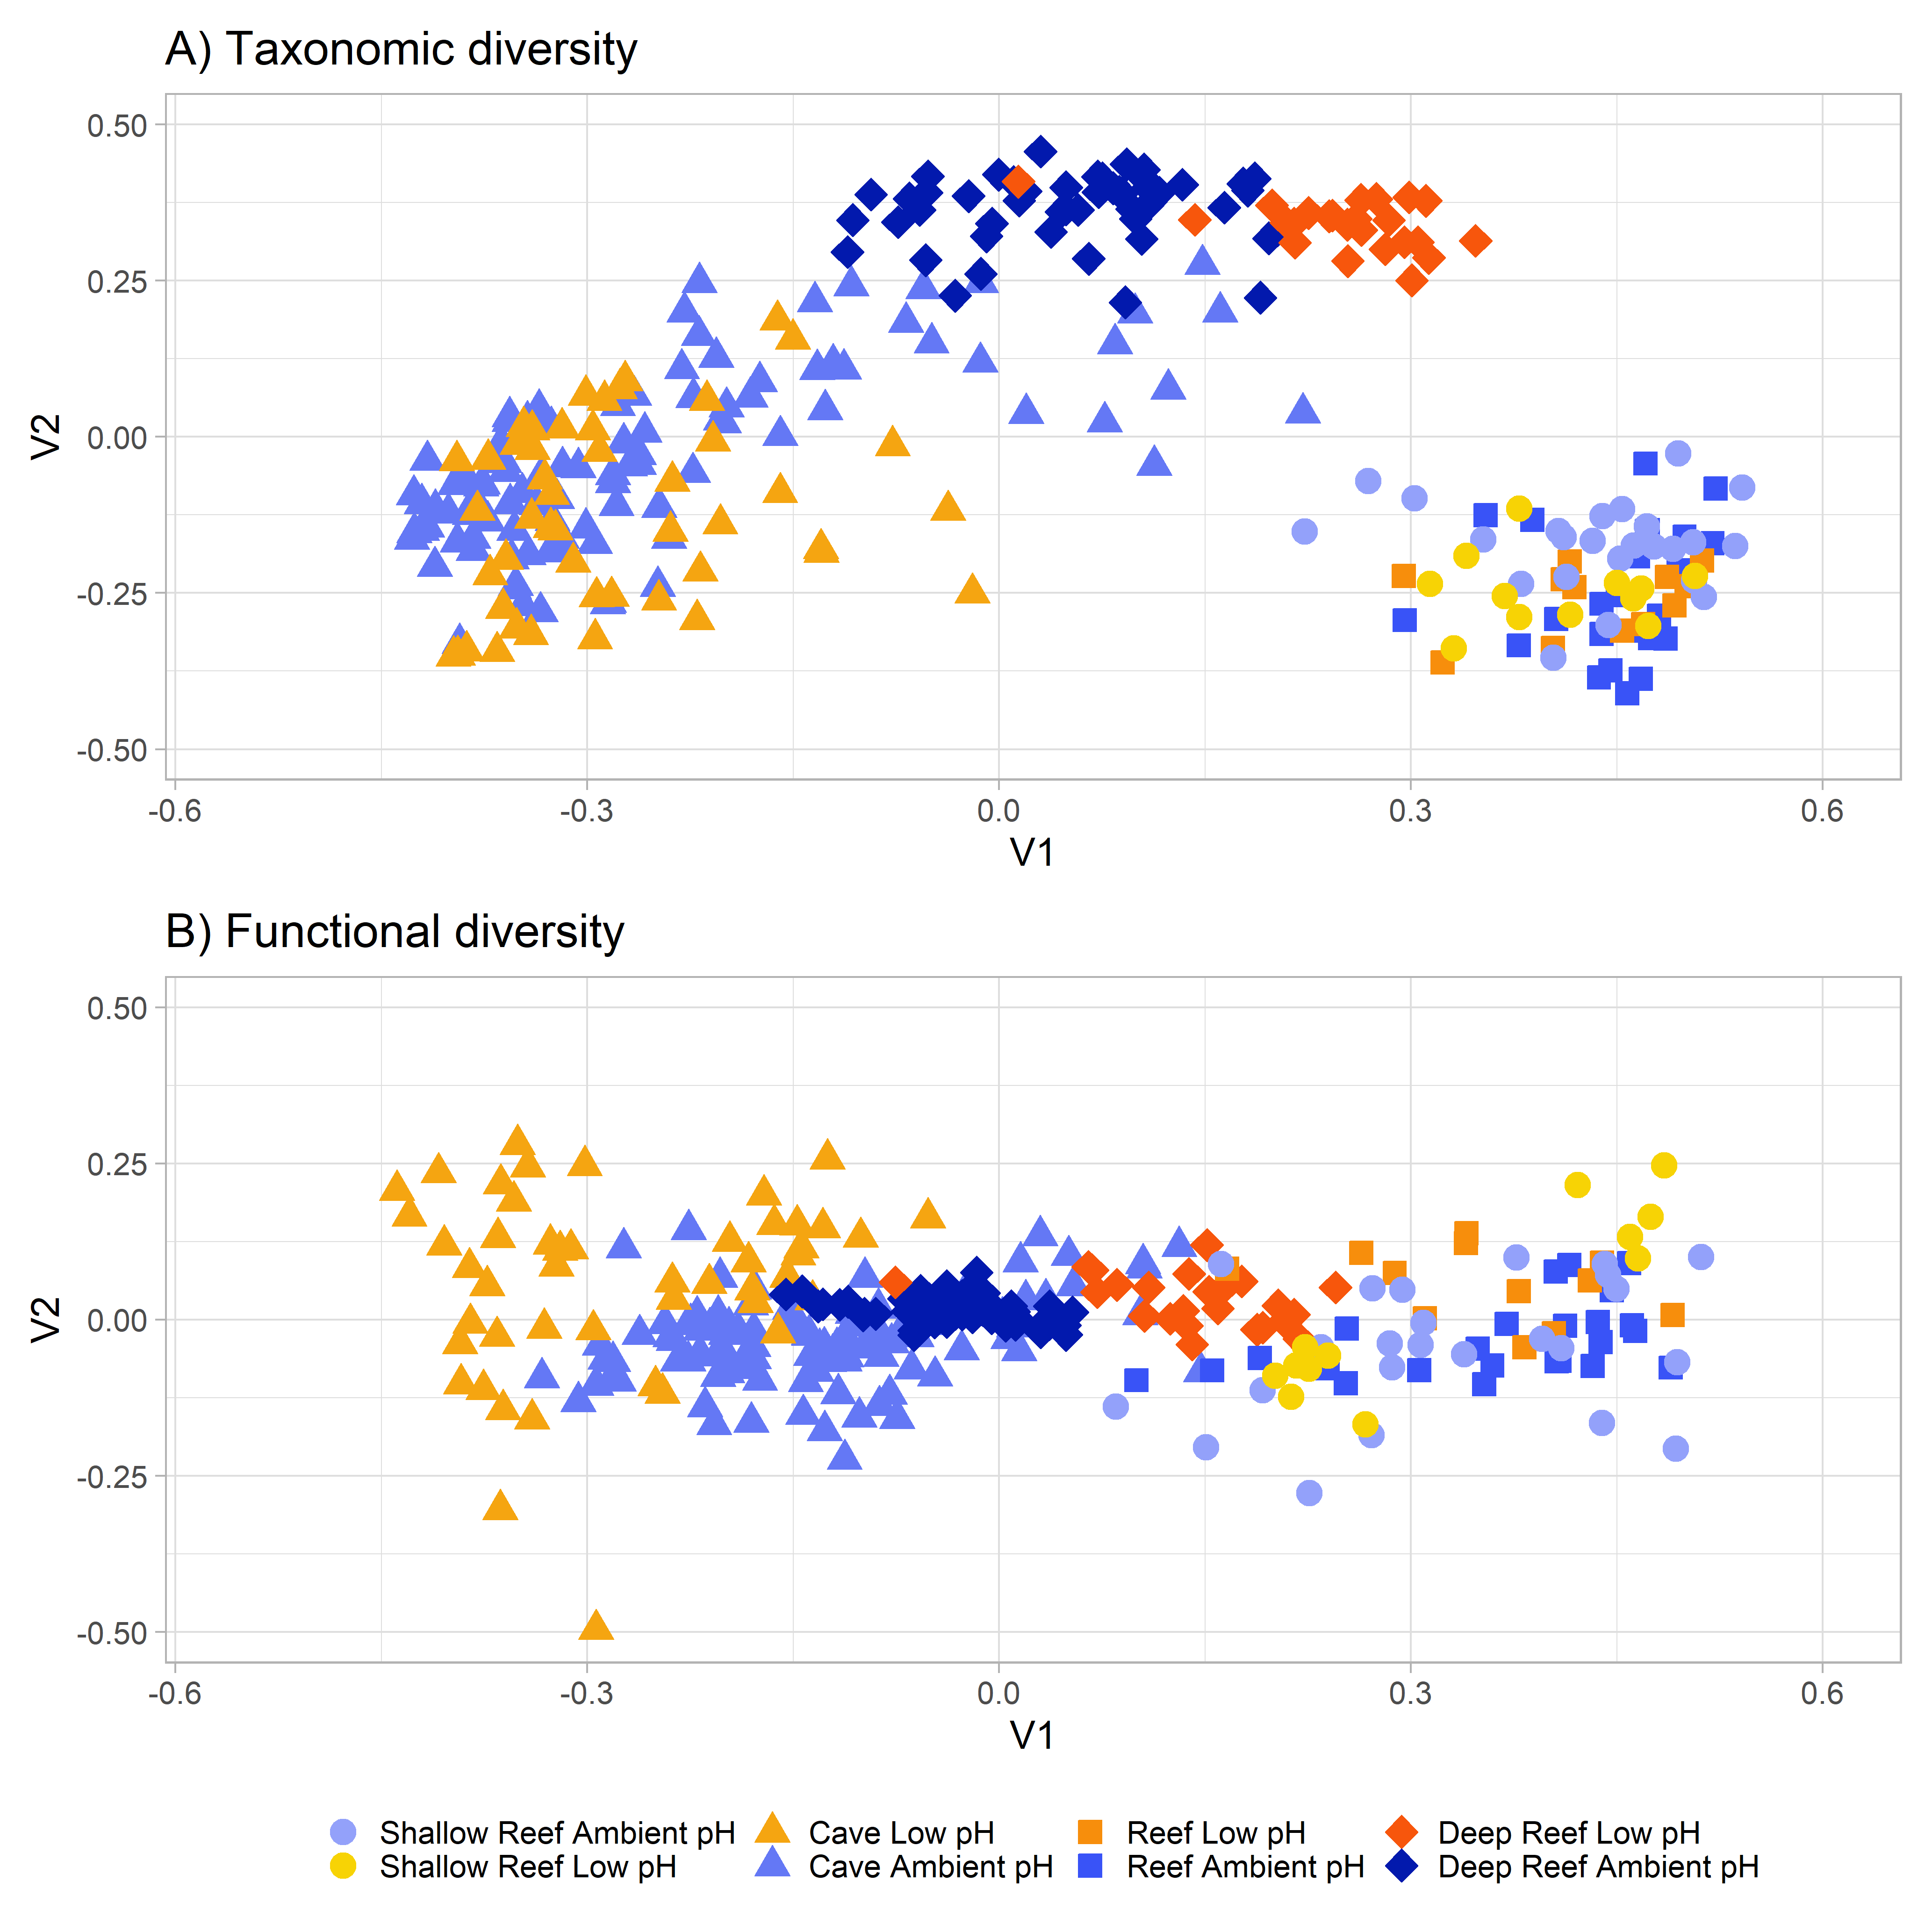 A) Taxonomic diversity
0.50
0.25
0.00
-0.25
-0.50
V2
-0.6 -0.3 0.0 0.3 0.6
V1
B) Functional diversity
0.50
0.25
0.00
-0.25
-0.50
V2
-0.6 -0.3 0.0 0.3 0.6
V1
Shallow Reef Ambient pH Cave Low pH Reef Low pH Deep Reef Low pH
Shallow Reef Low pH Cave Ambient pH Reef Ambient pH Deep Reef Ambient pH